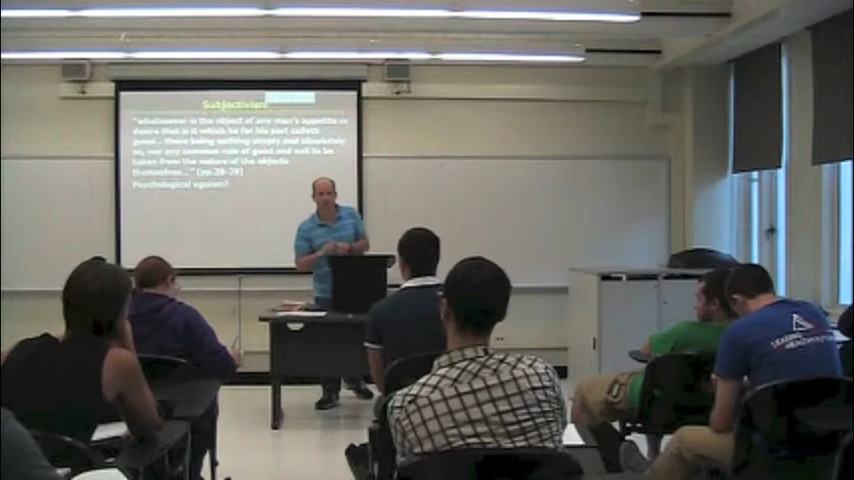 Subjectivism
"whatsoever is the object of any man's appetite or
desire that is it which he for his part calleth
good... there being nothing simply and absolutely
so, nor any common rule of good and evil to be
taken from the nature of the objects
themselves..." (pp.28-29)
Psychological egoism?
LEADING
HEALTHCARE